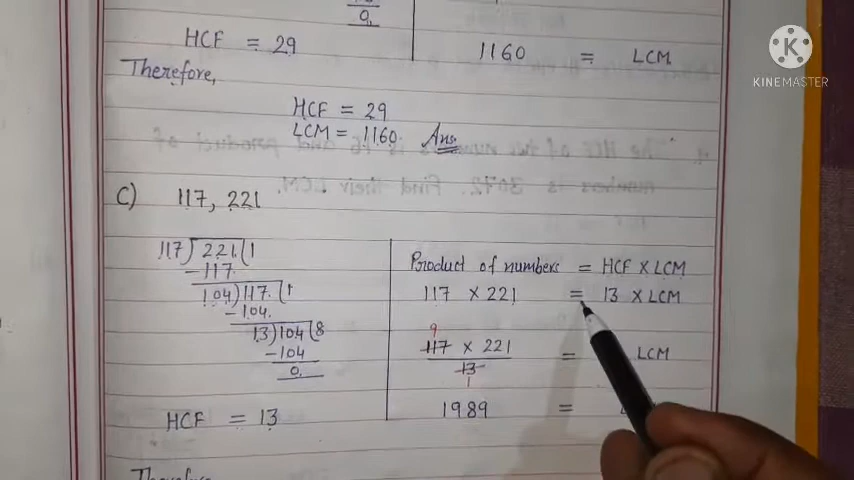 HCF = 29
1160 = LCM
Therefore,
HCF = 29
LCM = 1160. Ans
C) 117, 221
117) 221 (1
-117
104) 117 (1
-104
13) 104 (8
-104
0
HCF = 13
Product of numbers = HCF X LCM
117 X 221 = 13 X LCM
9
117 X 221 = LCM
13
1
1989 =
Therefore
K
KINEMASTER